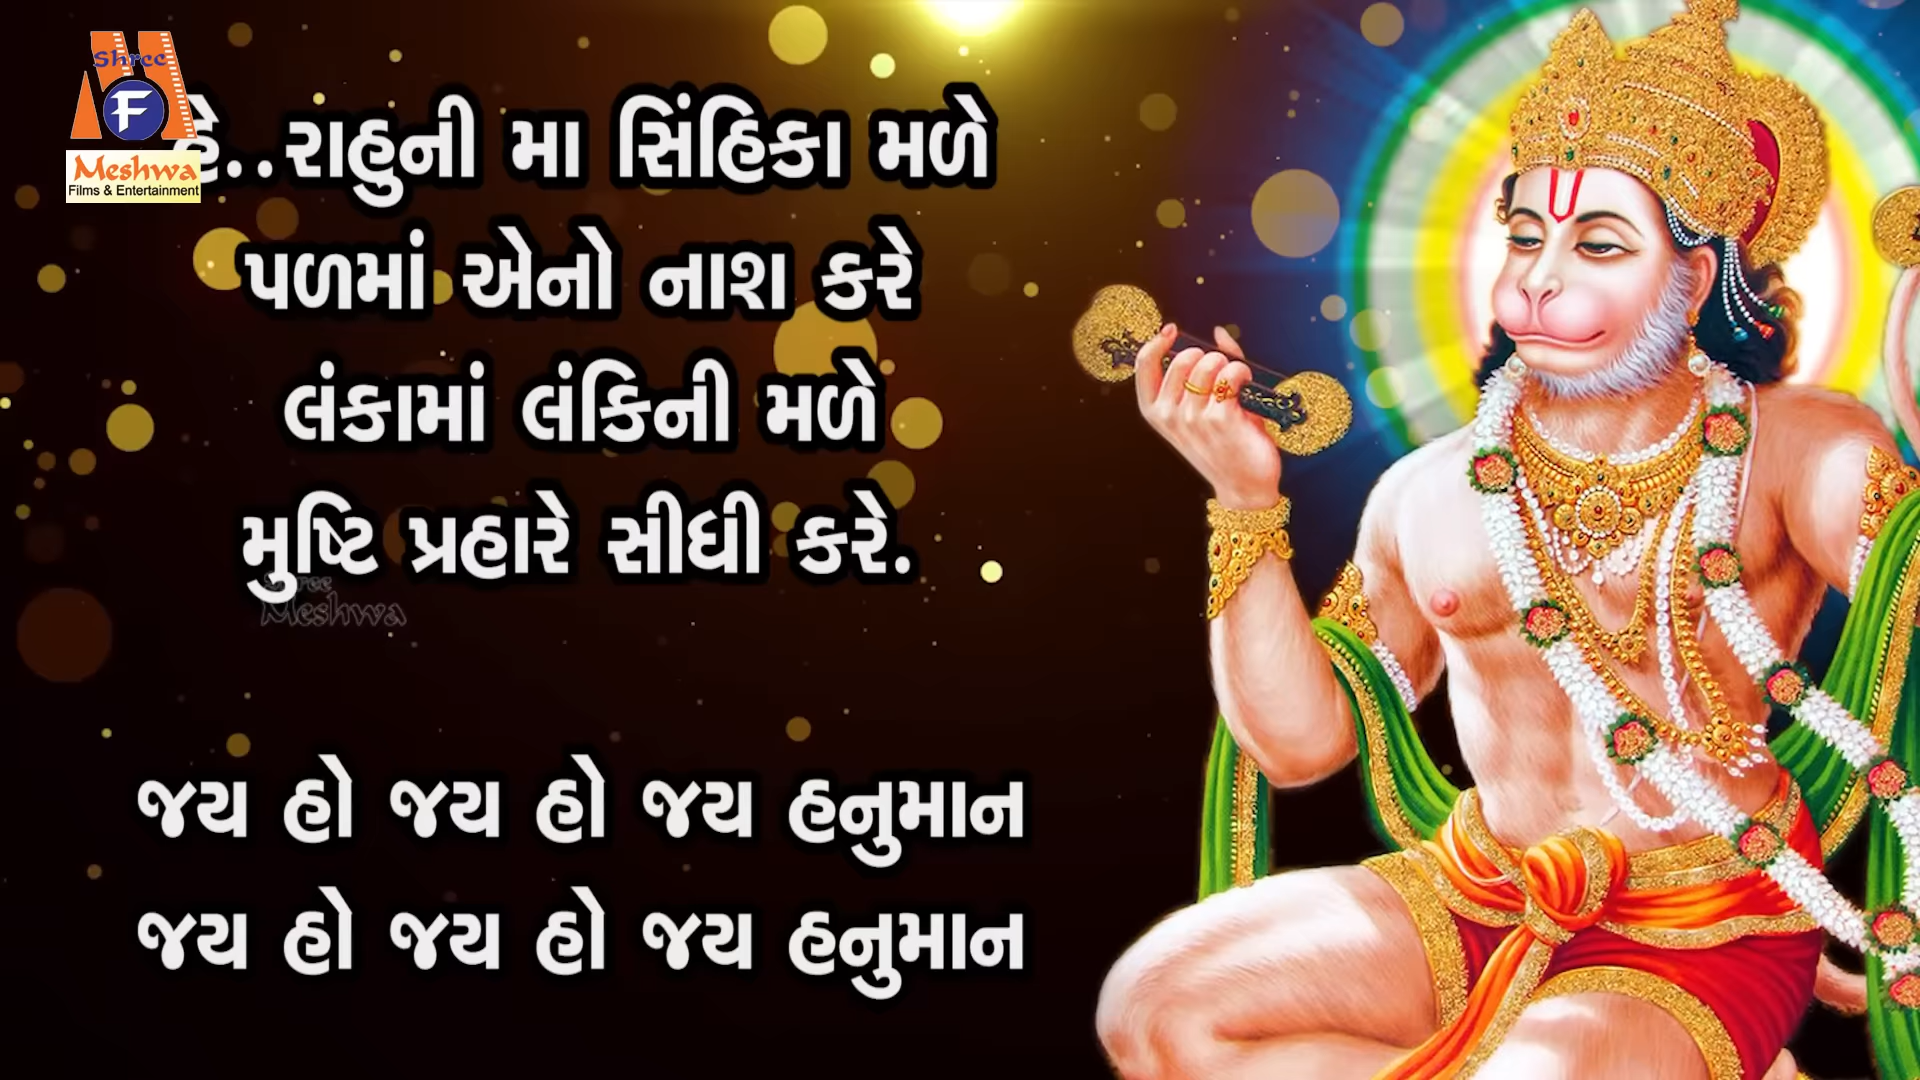 Shree
F
Meshwa
Films & Entertainment
હે..રાહુની મા સિંહિકા મળે
પળમાં એનો નાશ કરે
લંકામાં લંકિની મળે
મુષ્ટિ પ્રહારે સીધી કરે.
Shree
Meshwa
જય હો જય હો જય હનુમાન
જય હો જય હો જય હનુમાન